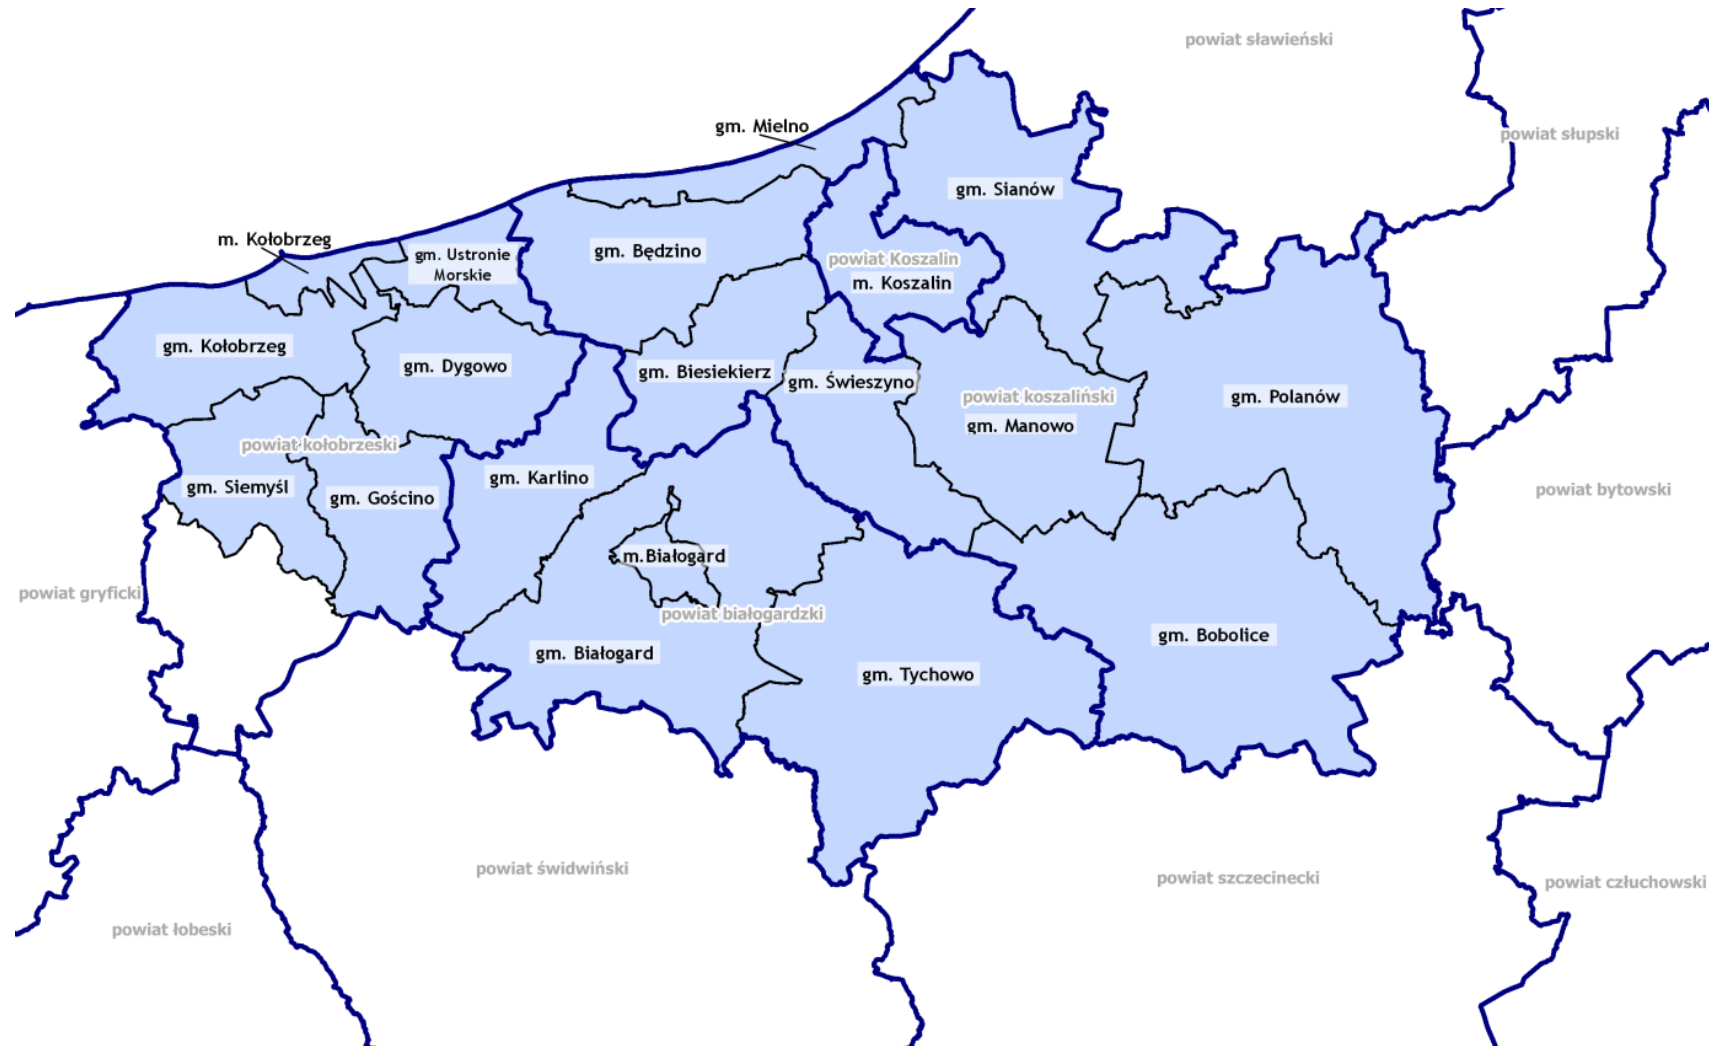 powiat sławieński
gm. Mielno
powiat słupski
gm. Sianów
m. Kołobrzeg
gm. Ustronie
Morskie
gm. Będzino
powiat Koszalin
m. Koszalin
gm. Kołobrzeg
gm. Dygowo
gm. Biesiekierz
gm. Świeszyno
powiat koszaliński
gm. Manowo
gm. Polanów
powiat kołobrzeski
gm. Siemyśl
gm. Gościno
gm. Karlino
powiat bytowski
m.Białogard
powiat gryficki
powiat białogardzki
gm. Białogard
gm. Tychowo
gm. Bobolice
powiat świdwiński
powiat szczecinecki
powiat człuchowski
powiat łobeski